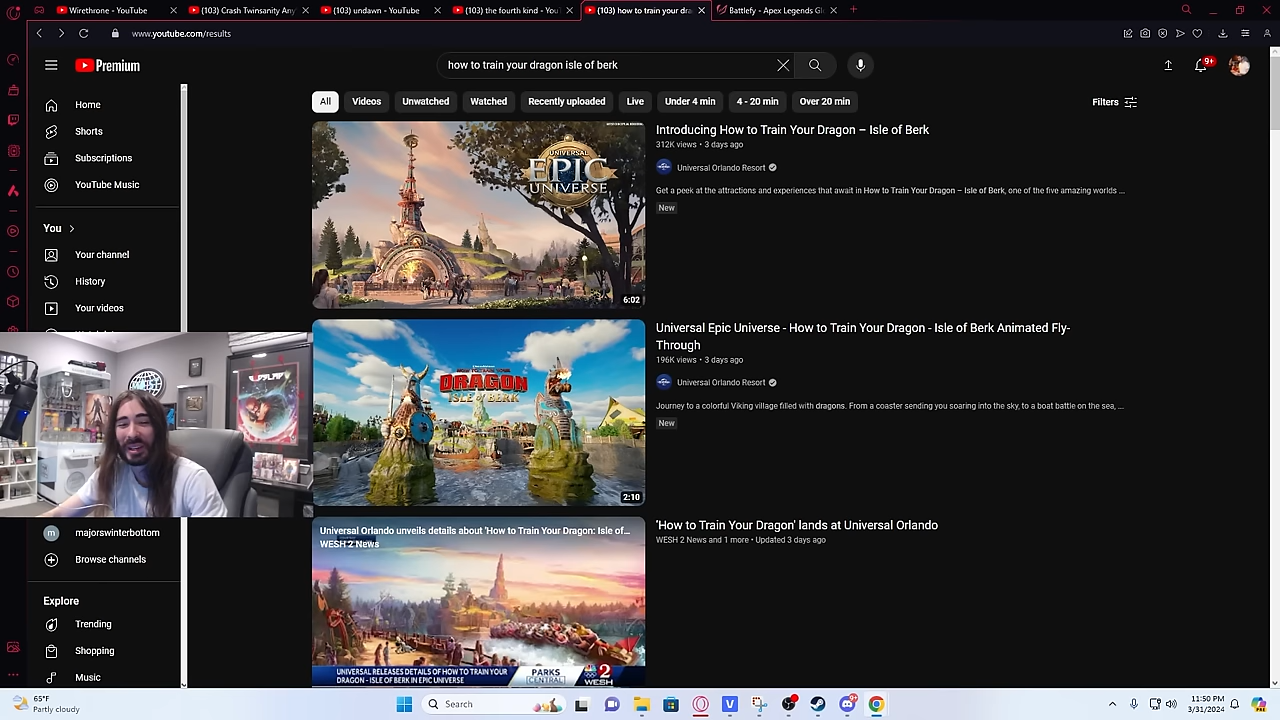 Wirethrone - YouTube
(103) Crash Twinsanity Any
(103) undawn - YouTube
(103) the fourth kind - You
(103) how to train your dra
Battlefy - Apex Legends Gl
www.youtube.com/results
Premium
how to train your dragon isle of berk
9+
All
Videos
Unwatched
Watched
Recently uploaded
Live
Under 4 min
4 - 20 min
Over 20 min
Filters
Home
Shorts
Subscriptions
YouTube Music
You
Your channel
History
Your videos
majorswinterbottom
Browse channels
Explore
Trending
Shopping
Music
UNIVERSAL
EPIC
UNIVERSE
6:02
Introducing How to Train Your Dragon – Isle of Berk
312K views • 3 days ago
Universal Orlando Resort
Get a peek at the attractions and experiences that await in How to Train Your Dragon – Isle of Berk, one of the five amazing worlds ...
New
DRAGON
ISLE OF BERK
2:10
Universal Epic Universe - How to Train Your Dragon - Isle of Berk Animated Fly-
Through
196K views • 3 days ago
Universal Orlando Resort
Journey to a colorful Viking village filled with dragons. From a coaster sending you soaring into the sky, to a boat battle on the sea, ...
New
Universal Orlando unveils details about 'How to Train Your Dragon: Isle of...
WESH 2 News
UNIVERSAL RELEASES DETAILS OF HOW TO TRAIN YOUR
DRAGON - ISLE OF BERK IN EPIC UNIVERSE
PARKS
CENTRAL
2
WESH
'How to Train Your Dragon' lands at Universal Orlando
WESH 2 News and 1 more • Updated 3 days ago
65°F
Partly cloudy
Search
11:50 PM
3/31/2024